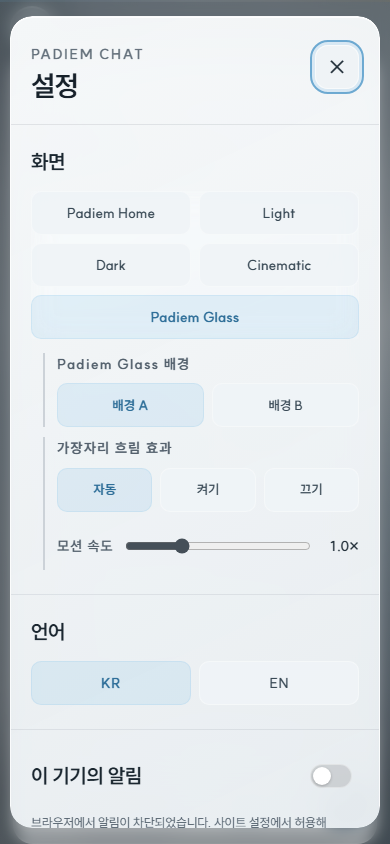 PADIEM CHAT
설정
화면
Padiem Home
Light
Dark
Cinematic
Padiem Glass
Padiem Glass 배경
배경 A
배경 B
가장자리 흐림 효과
자동
켜기
끄기
모션 속도
1.0×
언어
KR
EN
이 기기의 알림
브라우저에서 알림이 차단되었습니다. 사이트 설정에서 허용해